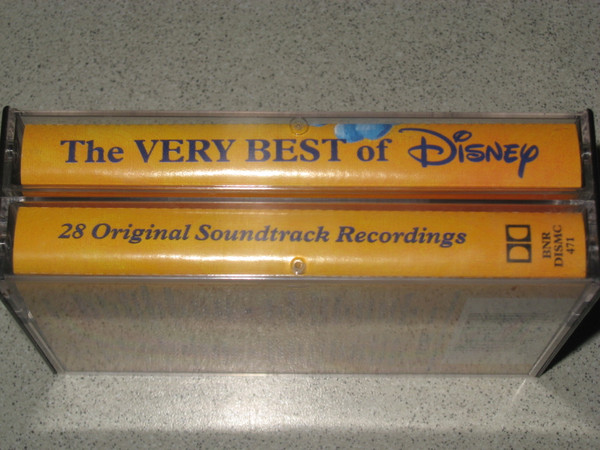 The VERY BEST of Disney
28 Original Soundtrack Recordings
BNR
DISMC
471